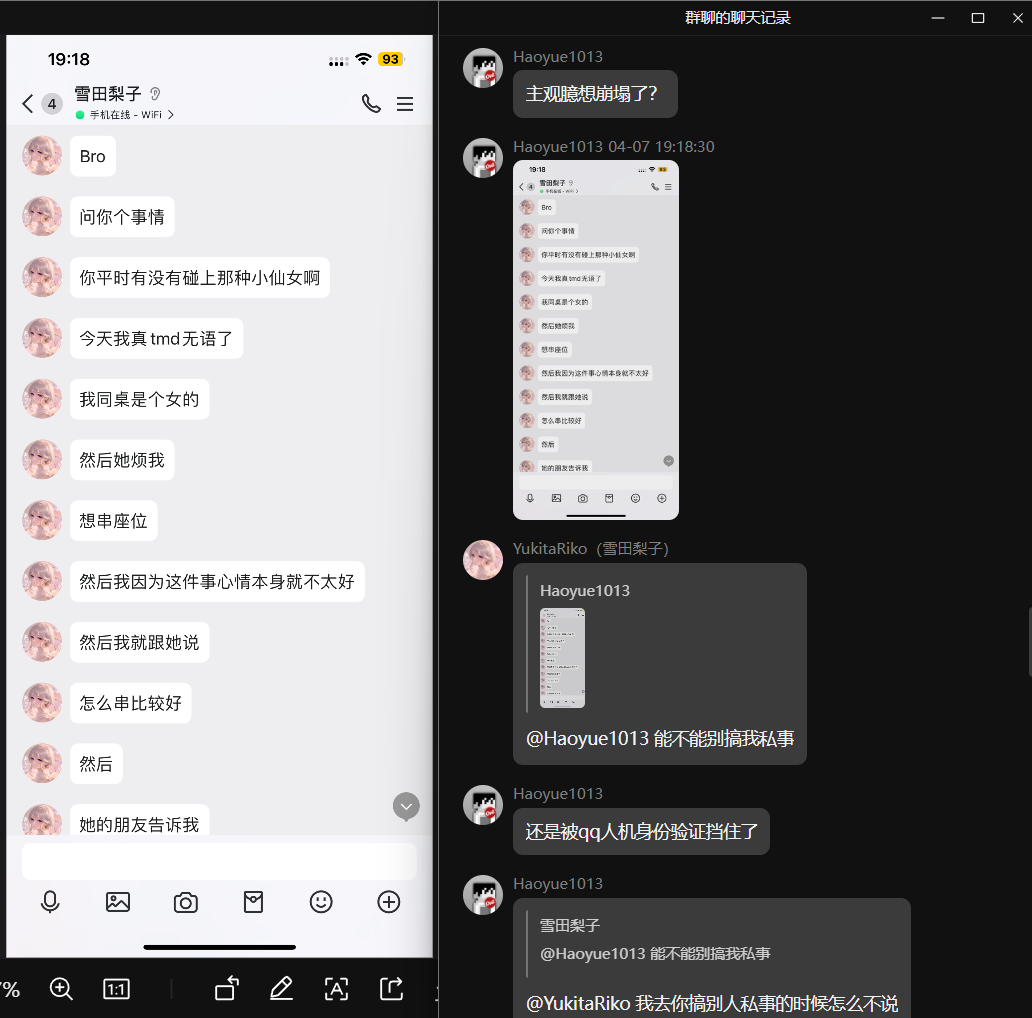 19:18
93
4
雪田梨子
手机在线 - WiFi
Bro
问你个事情
你平时有没有碰上那种小仙女啊
今天我真tmd无语了
我同桌是个女的
然后她烦我
想串座位
然后我因为这件事心情本身就不太好
然后我就跟她说
怎么串比较好
然后
她的朋友告诉我
%
1:1
A
群聊的聊天记录
Haoyue1013
主观臆想崩塌了?
Haoyue1013 04-07 19:18:30
19:18
93
4
雪田梨子
手机在线 - WiFi
Bro
问你个事情
你平时有没有碰上那种小仙女啊
今天我真tmd无语了
我同桌是个女的
然后她烦我
想串座位
然后我因为这件事心情本身就不太好
然后我就跟她说
怎么串比较好
然后
她的朋友告诉我
YukitaRiko（雪田梨子）
Haoyue1013
@Haoyue1013 能不能别搞我私事
Haoyue1013
还是被qq人机身份验证挡住了
Haoyue1013
雪田梨子
@Haoyue1013 能不能别搞我私事
@YukitaRiko 我去你搞别人私事的时候怎么不说